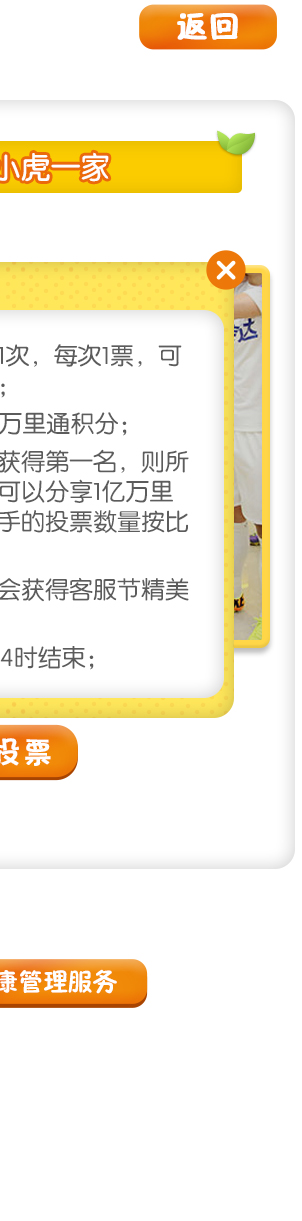 返回
小虎一家
1次，每次1票，可
；
万里通积分；
获得第一名，则所
可以分享1亿万里
手的投票数量按比
会获得客服节精美
4时结束；
投票
康管理服务